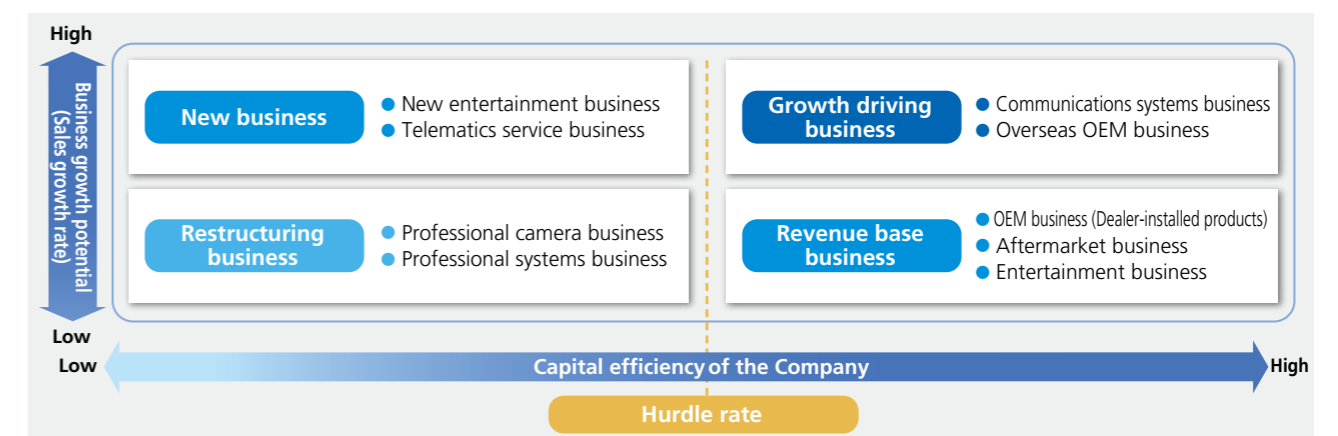 High
Business growth potential
(Sales growth rate)
New business
● New entertainment business
● Telematics service business
Growth driving
business
● Communications systems business
● Overseas OEM business
Restructuring
business
● Professional camera business
● Professional systems business
Revenue base
business
● OEM business (Dealer-installed products)
● Aftermarket business
● Entertainment business
Low
Low
Capital efficiency of the Company
High
Hurdle rate